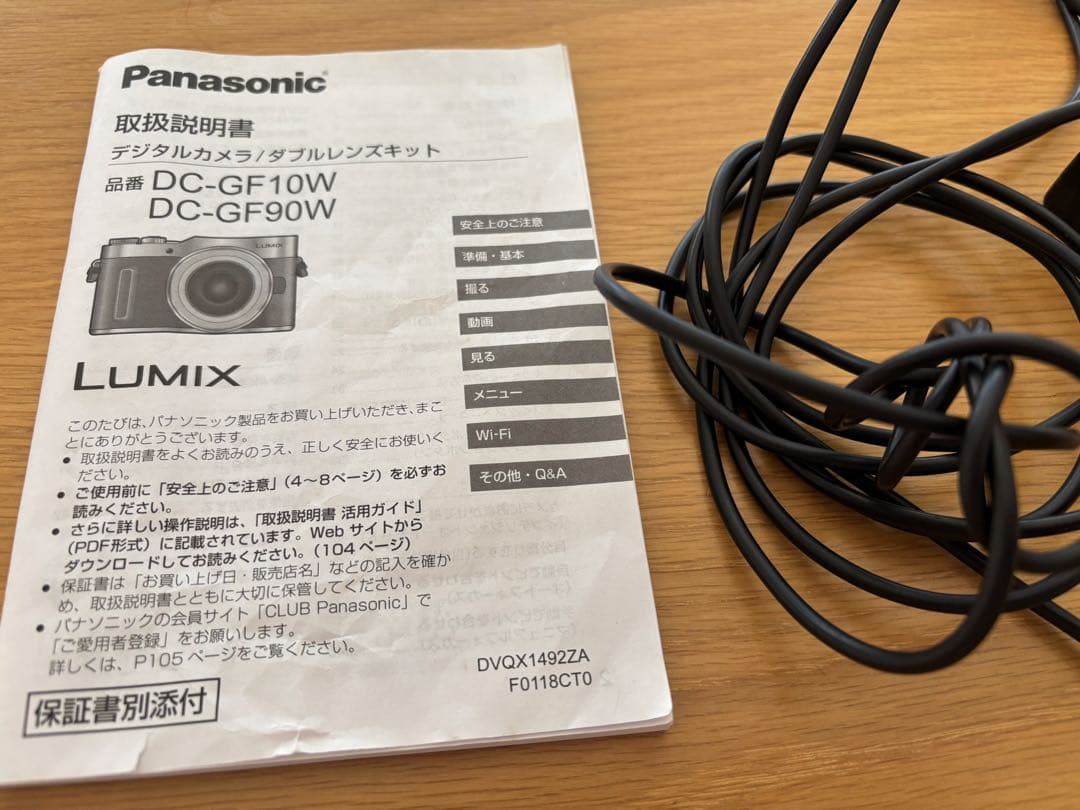 Panasonic
取扱説明書
デジタルカメラ/ダブルレンズキット
品番 DC-GF10W
DC-GF90W
LUMIX
LUMIX
安全上のご注意
準備・基本
撮る
動画
見る
メニュー
Wi-Fi
その他・Q&A
このたびは、パナソニック製品をお買い上げいただき、まこ
とにありがとうございます。
● 取扱説明書をよくお読みのうえ、正しく安全にお使いく
ださい。
● ご使用前に「安全上のご注意」(4～8ページ)を必ずお
読みください。
● さらに詳しい操作説明は、「取扱説明書 活用ガイド」
(PDF形式)に記載されています。Web サイトから
ダウンロードしてお読みください。(104 ページ)
● 保証書は「お買い上げ日・販売店名」などの記入を確か
め、取扱説明書とともに大切に保管してください。
● パナソニックの会員サイト「CLUB Panasonic」で
「ご愛用者登録」をお願いします。
詳しくは、P105 ページをご覧ください。
保証書別添付
DVQX1492ZA
F0118CT0